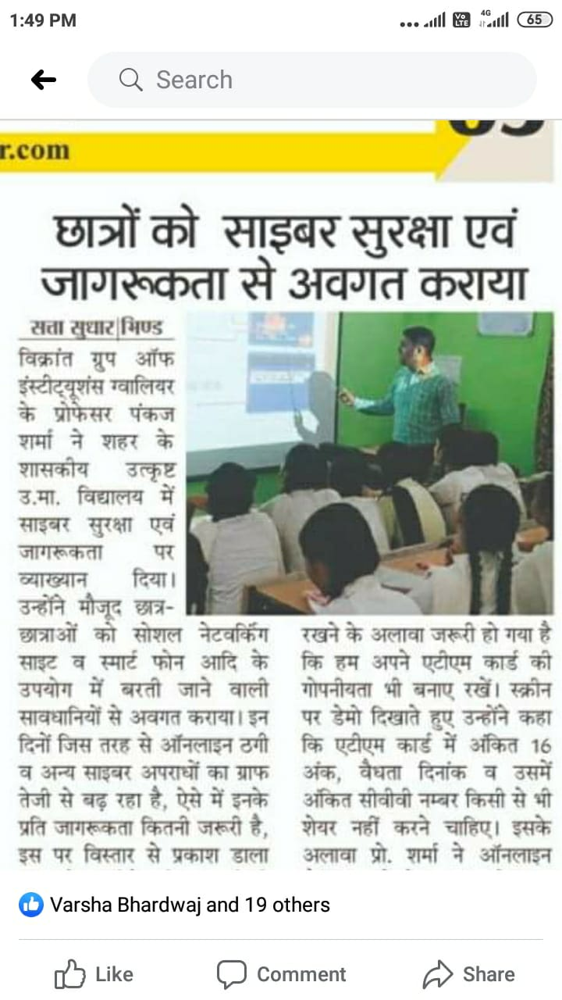 1:49 PM
Vo LTE
4G
65
Search
r.com
छात्रों को साइबर सुरक्षा एवं
जागरूकता से अवगत कराया
सत्ता सुधार|भिण्ड
विक्रांत ग्रुप ऑफ
इंस्टीट्यूशंस ग्वालियर
के प्रोफेसर पंकज
शर्मा ने शहर के
शासकीय उत्कृष्ट
उ.मा. विद्यालय में
साइबर सुरक्षा एवं
जागरूकता पर
व्याख्यान दिया।
उन्होंने मौजूद छात्र-
छात्राओं को सोशल नेटवर्किंग
साइट व स्मार्ट फोन आदि के
उपयोग में बरती जाने वाली
सावधानियों से अवगत कराया। इन
दिनों जिस तरह से ऑनलाइन ठगी
व अन्य साइबर अपराधों का ग्राफ
तेजी से बढ़ रहा है, ऐसे में इनके
प्रति जागरूकता कितनी जरूरी है,
इस पर विस्तार से प्रकाश डाला
रखने के अलावा जरूरी हो गया है
कि हम अपने एटीएम कार्ड की
गोपनीयता भी बनाए रखें। स्क्रीन
पर डेमो दिखाते हुए उन्होंने कहा
कि एटीएम कार्ड में अंकित 16
अंक, वैधता दिनांक व उसमें
अंकित सीवीवी नम्बर किसी से भी
शेयर नहीं करने चाहिए। इसके
अलावा प्रो. शर्मा ने ऑनलाइन
Varsha Bhardwaj and 19 others
Like
Comment
Share